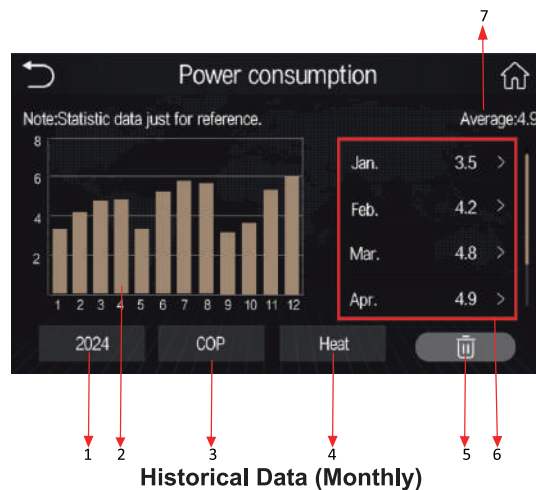 7
Power consumption
Note:Statistic data just for reference.
Average:4.9
8
6
4
2
1 2 3 4 5 6 7 8 9 10 11 12
Jan. 3.5 >
Feb. 4.2 >
Mar. 4.8 >
Apr. 4.9 >
2024 COP Heat
1 2 3 4 5 6
Historical Data (Monthly)